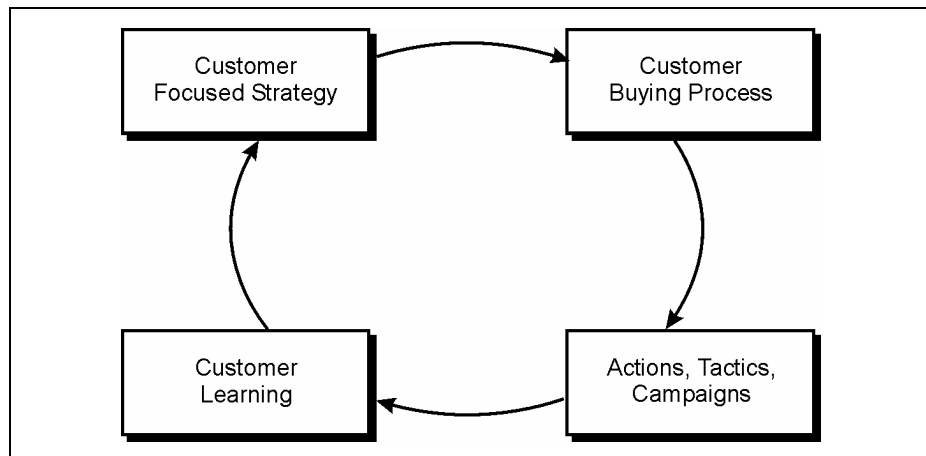 Customer
Focused Strategy
Customer
Buying Process
Customer
Learning
Actions, Tactics,
Campaigns